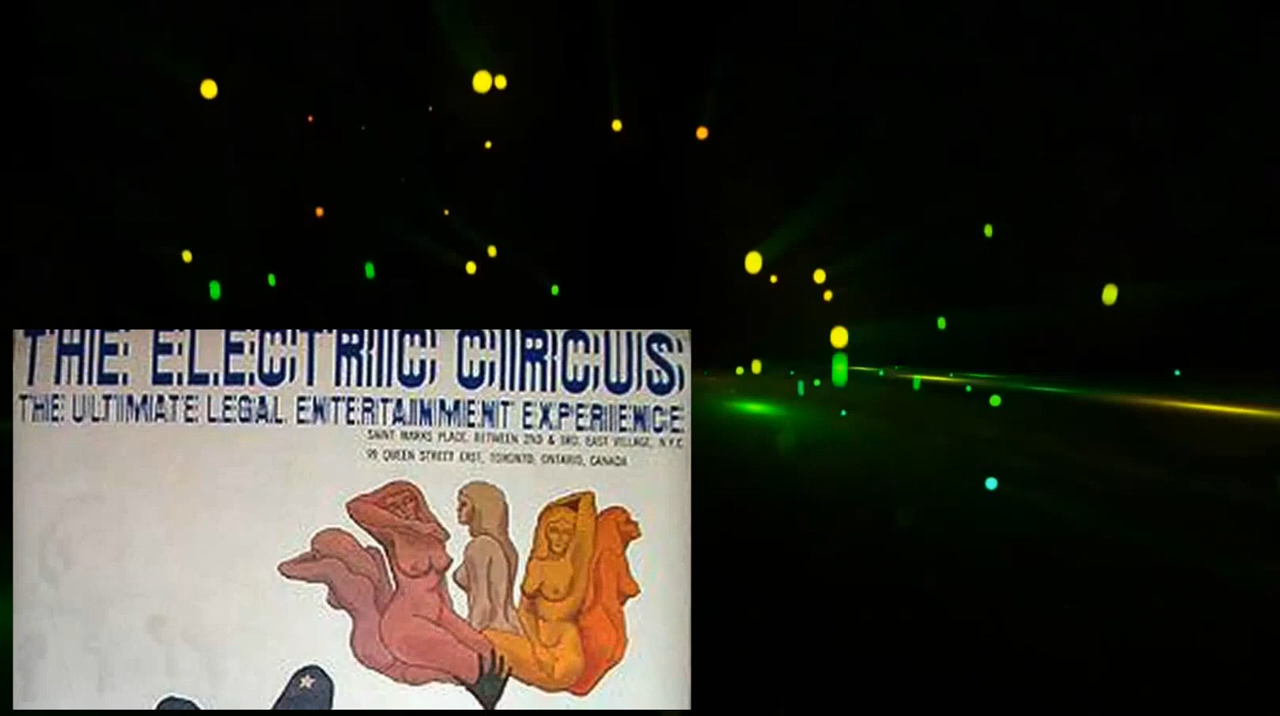 THE ELECTRIC CIRCUS
THE ULTIMATE LEGAL ENTERTAINMENT EXPERIENCE
SAINT MARKS PLACE, BETWEEN 2ND & 3RD, EAST VILLAGE, N.Y.C
99 QUEEN STREET EAST, TORONTO, ONTARIO, CANADA